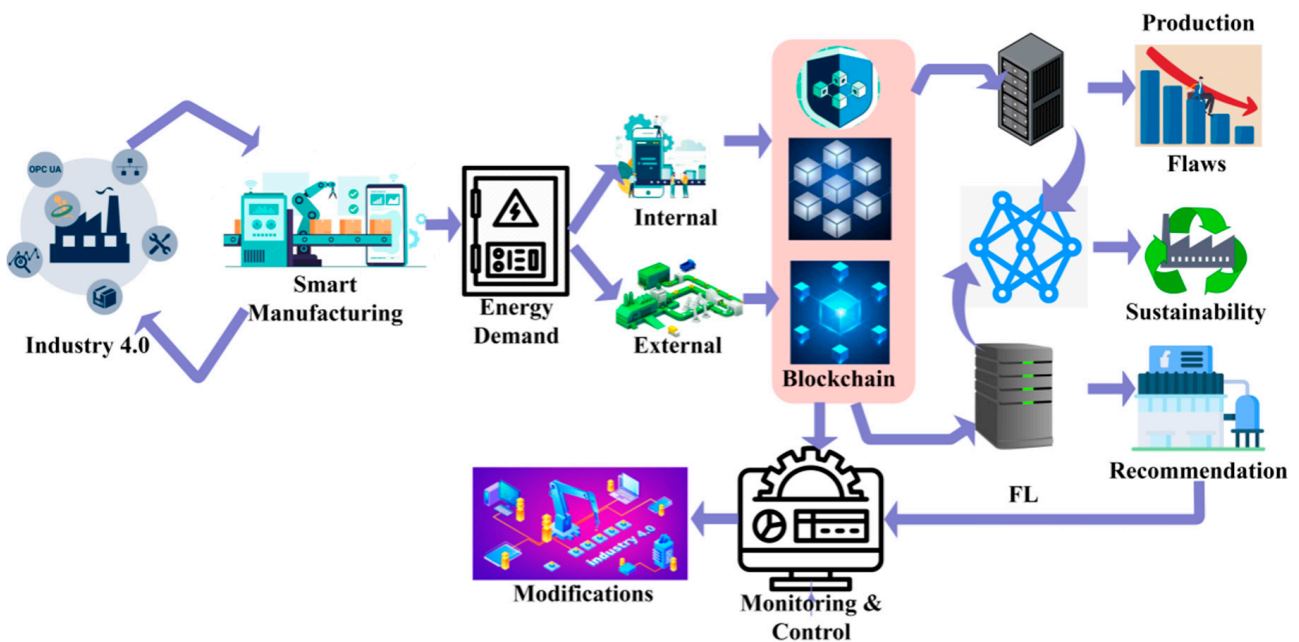 OPC UA
Industry 4.0
Smart
Manufacturing
Energy
Demand
Internal
External
Blockchain
Production
Flaws
Sustainability
Recommendation
FL
Monitoring &
Control
Industry 4.0
Modifications